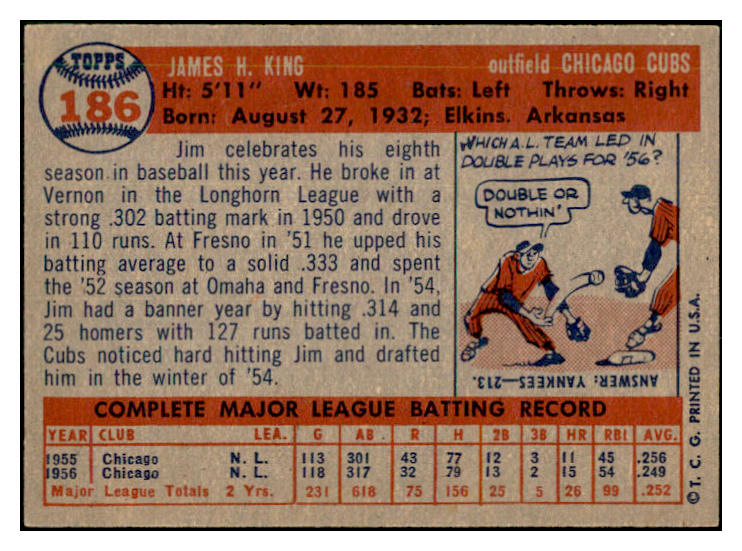 TOPPS
186
JAMES H. KING outfield CHICAGO CUBS
Ht: 5'11" Wt: 185 Bats: Left Throws: Right
Born: August 27, 1932; Elkins. Arkansas
Jim celebrates his eighth
season in baseball this year. He broke in at
Vernon in the Longhorn League with a
strong .302 batting mark in 1950 and drove
in 110 runs. At Fresno in '51 he upped his
batting average to a solid .333 and spent
the '52 season at Omaha and Fresno. In '54,
Jim had a banner year by hitting .314 and
25 homers with 127 runs batted in. The
Cubs noticed hard hitting Jim and drafted
him in the winter of '54.
WHICH A.L. TEAM LED IN
DOUBLE PLAYS FOR '56?
DOUBLE OR
NOTHIN'
ANSWER: YANKEES—213.
COMPLETE MAJOR LEAGUE BATTING RECORD
YEAR CLUB LEA. G AB R H 2B 3B HR RBI AVG.
1955 Chicago N. L. 113 301 43 77 12 3 11 45 .256
1956 Chicago N. L. 118 317 32 79 13 2 15 54 .249
Major League Totals 2 Yrs. 231 618 75 156 25 5 26 99 .252
© T. C. G. PRINTED IN U.S.A.